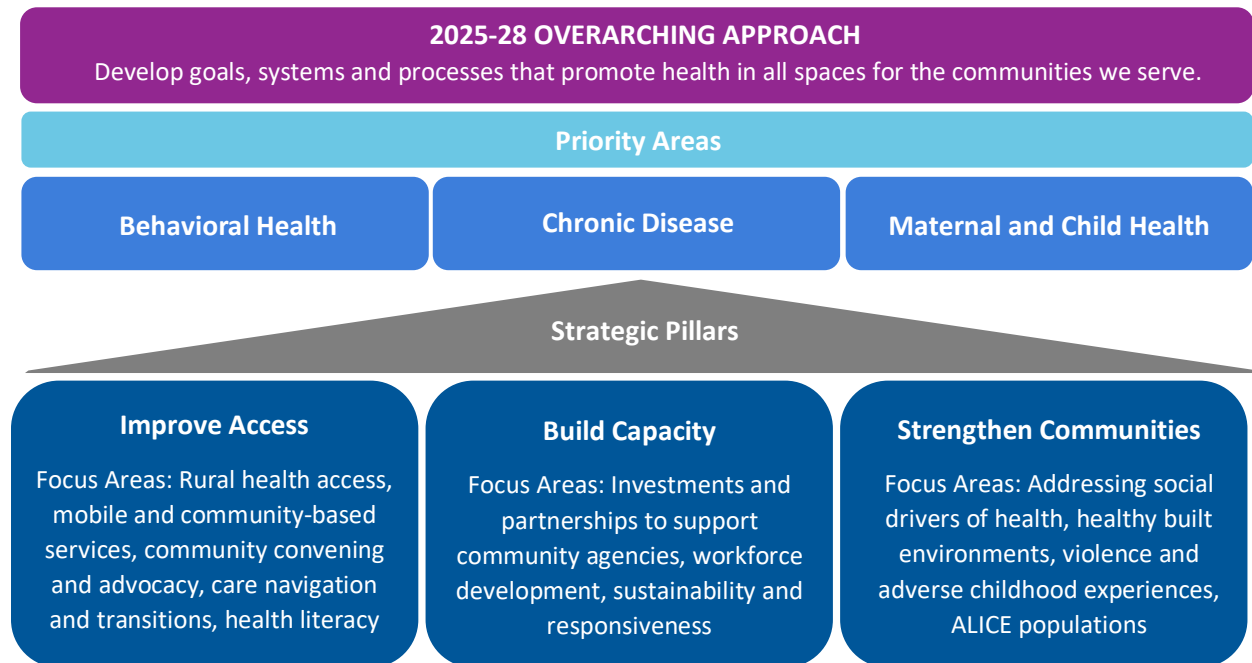 2025-28 OVERARCHING APPROACH
Develop goals, systems and processes that promote health in all spaces for the communities we serve.
Priority Areas
Behavioral Health
Chronic Disease
Maternal and Child Health
Strategic Pillars
Improve Access
Focus Areas: Rural health access,
mobile and community-based
services, community convening
and advocacy, care navigation
and transitions, health literacy
Build Capacity
Focus Areas: Investments and
partnerships to support
community agencies, workforce
development, sustainability and
responsiveness
Strengthen Communities
Focus Areas: Addressing social
drivers of health, healthy built
environments, violence and
adverse childhood experiences,
ALICE populations